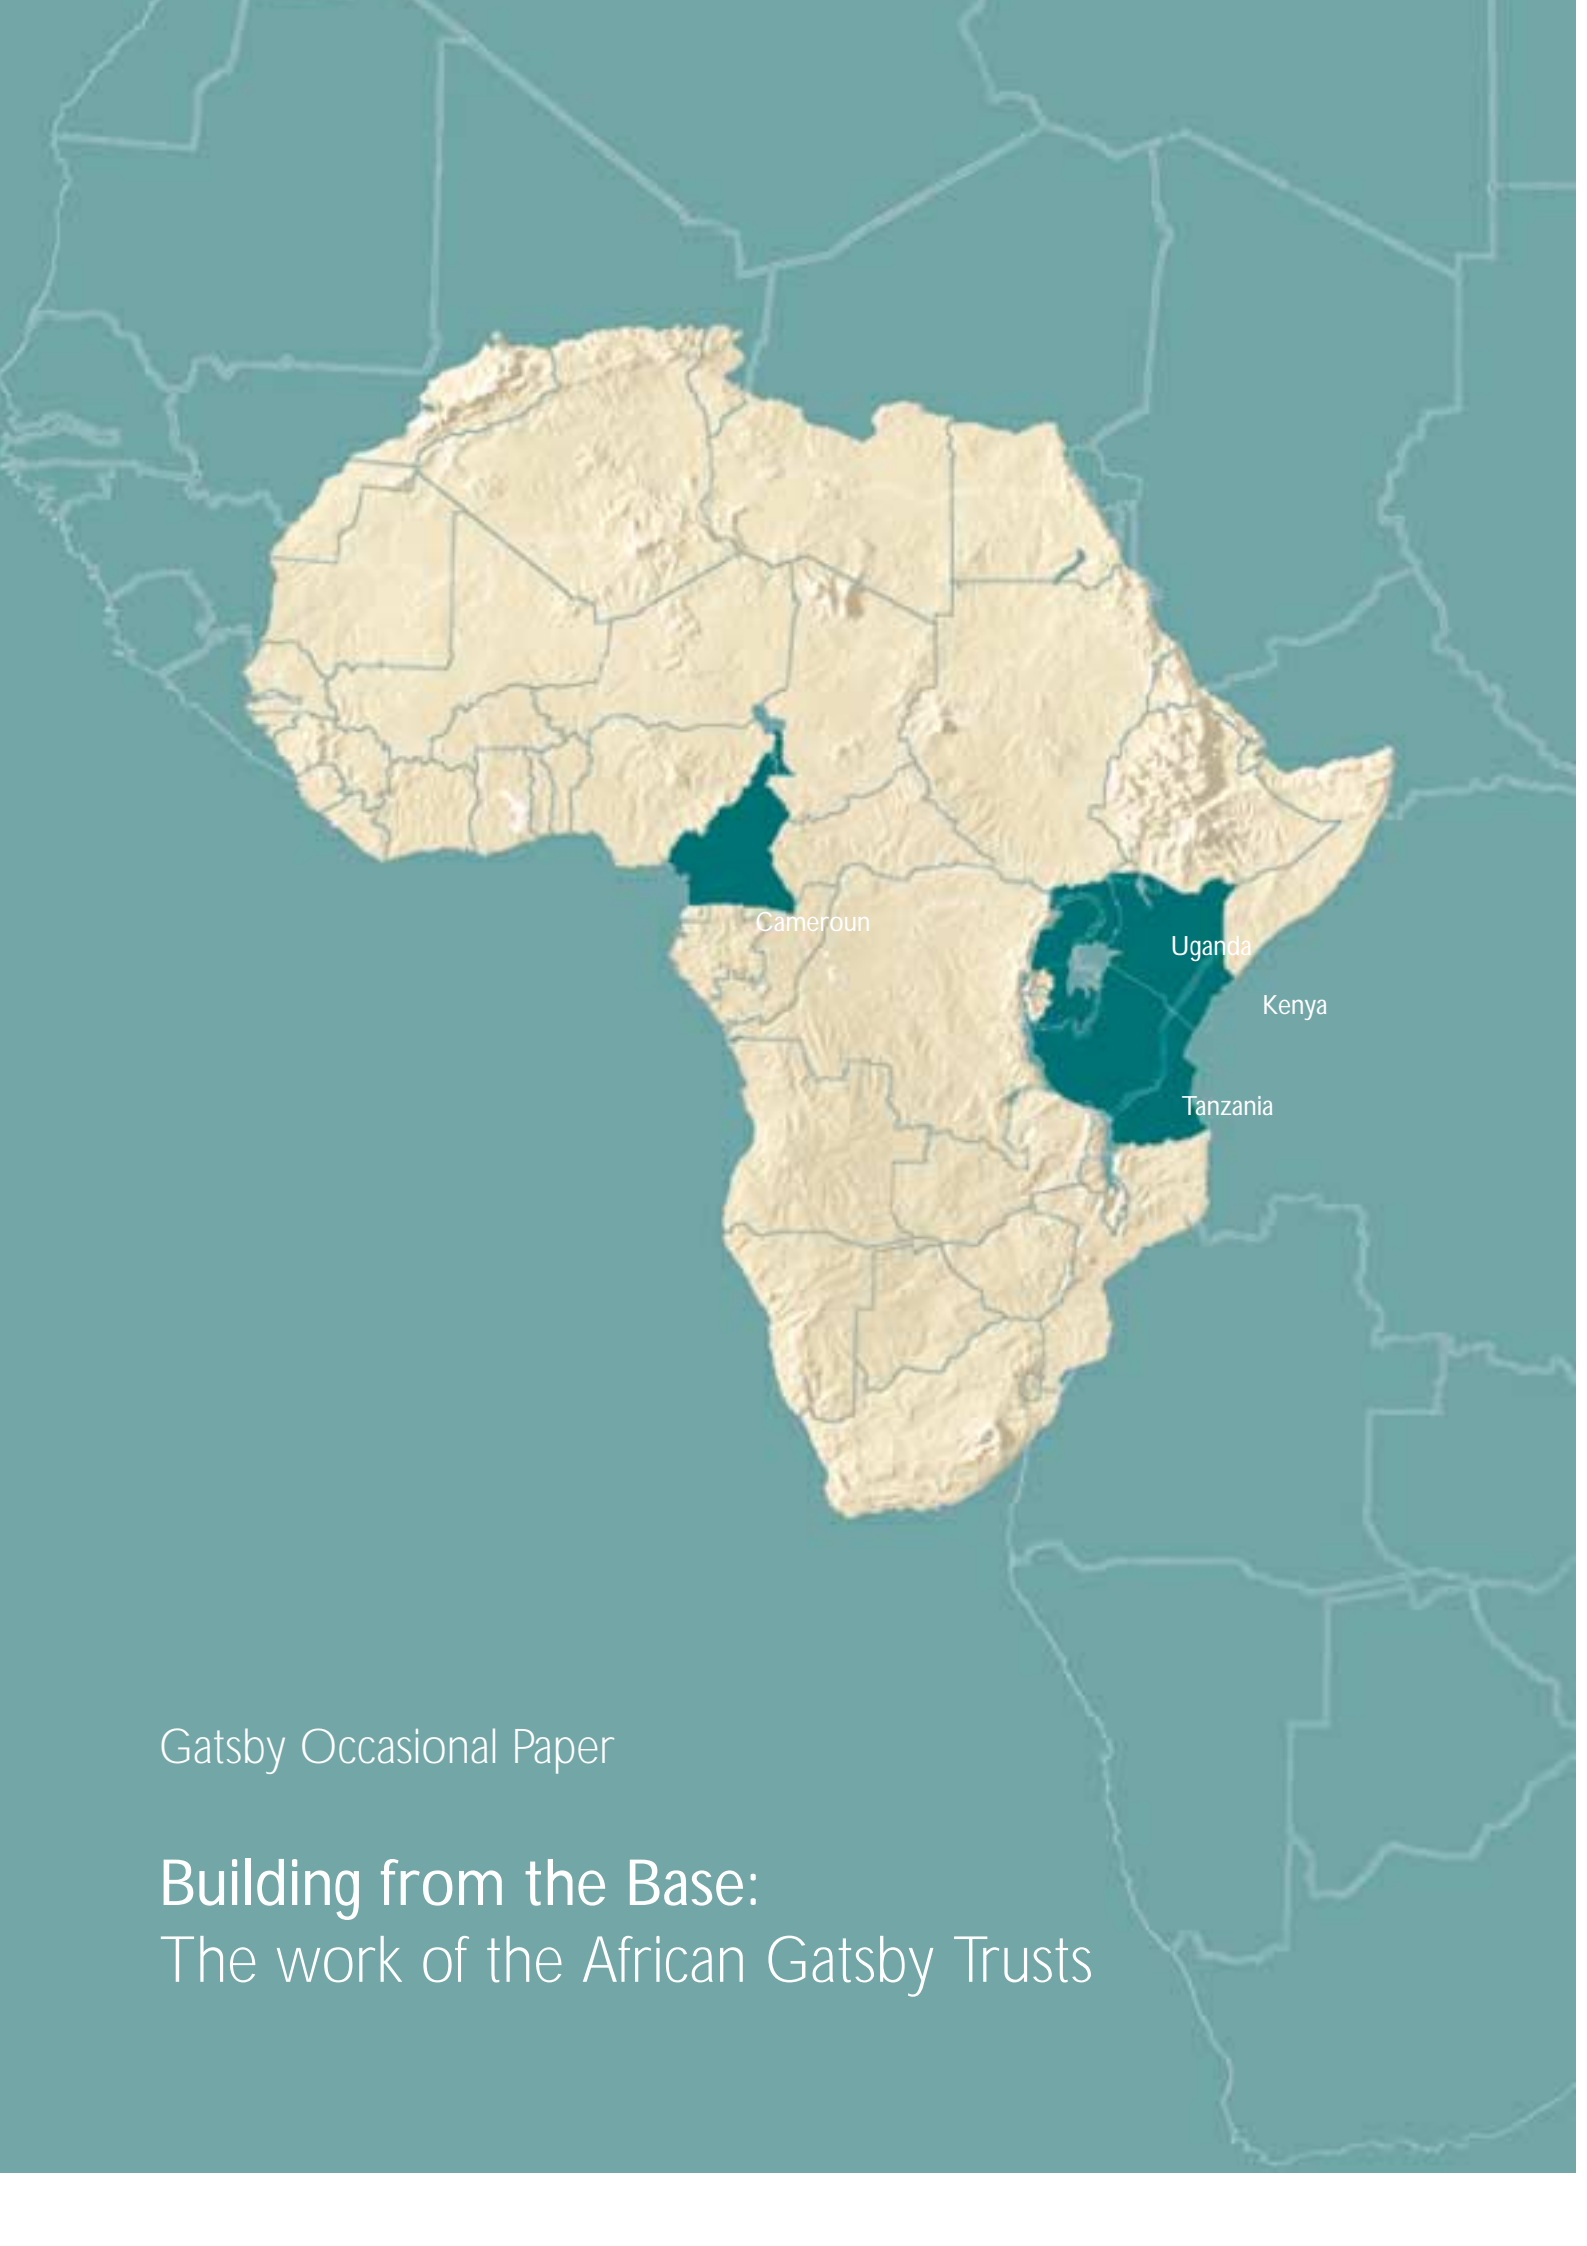 Cameroun
Uganda
Kenya
Tanzania
Gatsby Occasional Paper
Building from the Base:
The work of the African Gatsby Trusts